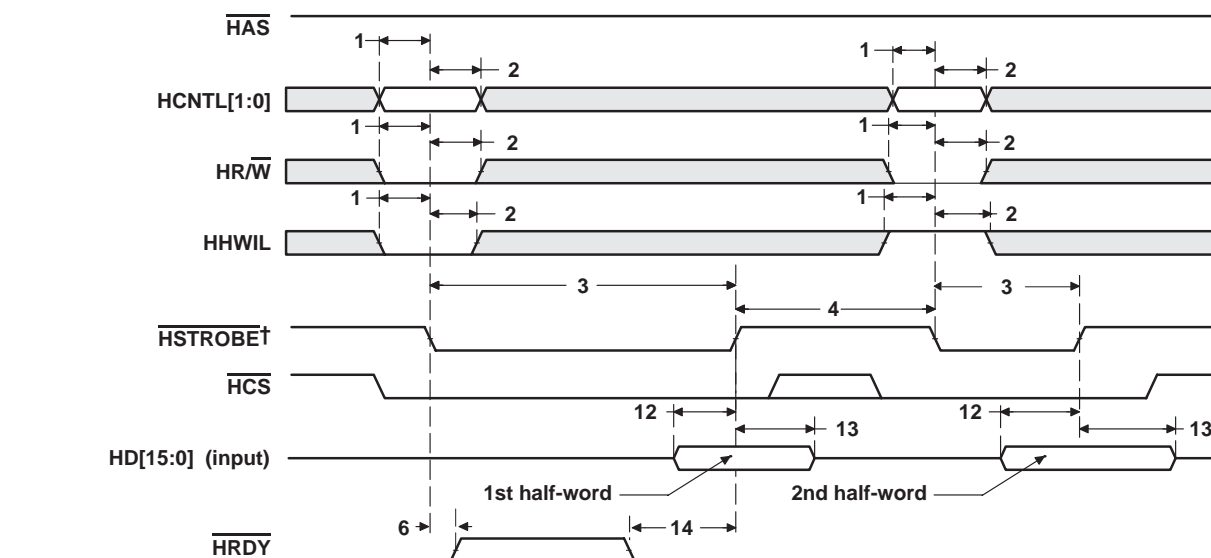 HAS
1
2
1
2
HCNTL[1:0]
1
2
1
2
HR/W
1
2
1
2
HHWIL
3
3
4
HSTROBE†
HCS
12
13
12
13
HD[15:0] (input)
1st half-word
2nd half-word
6
14
HRDY